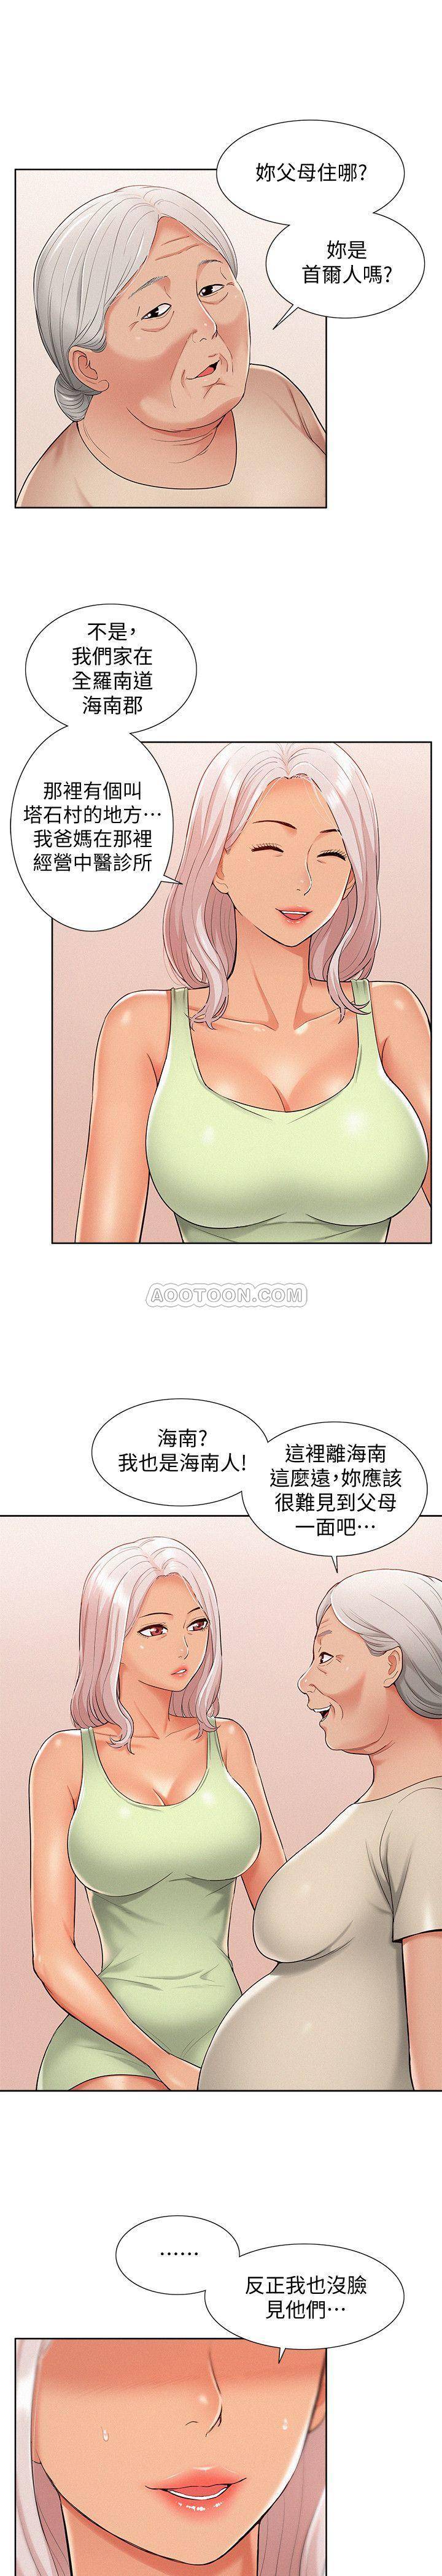 妳父母住哪?
妳是
首爾人嗎?
不是,
我們家在
全羅南道
海南郡
那裡有個叫
塔石村的地方…
我爸媽在那裡
經營中醫診所
AOOTOON.COM
海南?
我也是海南人!
這裡離海南
這麼遠,妳應該
很難見到父母
一面吧…
……
反正我也沒臉
見他們…